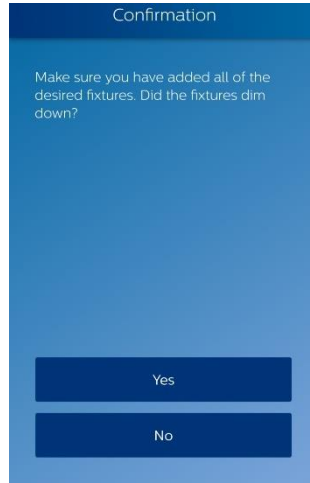 Confirmation
Make sure you have added all of the
desired fixtures. Did the fixtures dim
down?
Yes
No